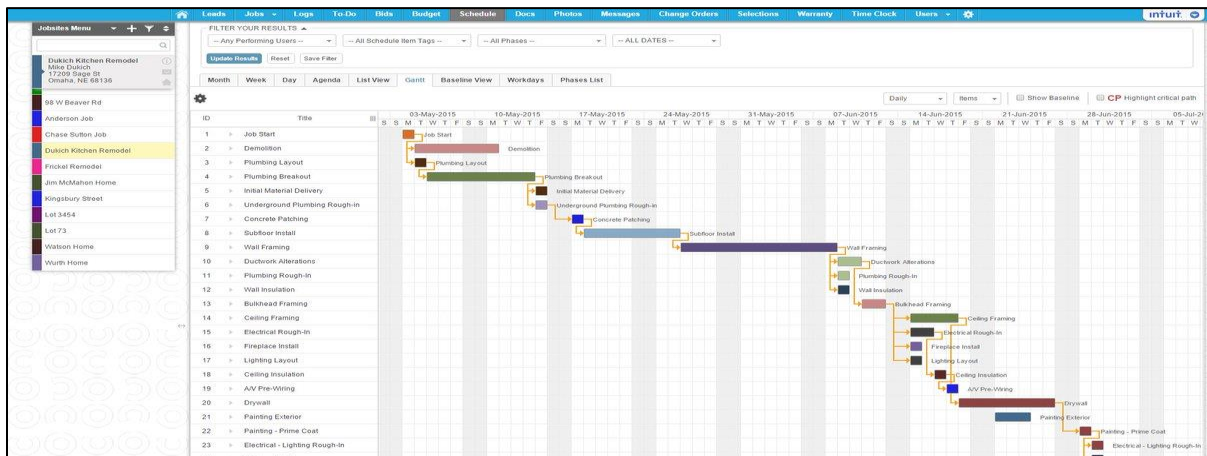 Leads Jobs Logs To-Do Bids Budget Schedule Docs Photos Messages Change Orders Selections Warranty Time Clock Users intuit
Jobsites Menu
Dukich Kitchen Remodel
Mike Dukich
17209 Sage St
Omaha, NE 68136
98 W Beaver Rd
Anderson Job
Chase Sutton Job
Dukich Kitchen Remodel
Frickel Remodel
Jim McMahon Home
Kingsbury Street
Lot 3454
Lot 73
Watson Home
Wurth Home
FILTER YOUR RESULTS
-- Any Performing Users -- -- All Schedule Item Tags -- -- All Phases -- -- ALL DATES --
Update Results Reset Save Filter
Month Week Day Agenda List View Gantt Baseline View Workdays Phases List
Daily Items Show Baseline CP Highlight critical path
ID Title 03-May-2015 10-May-2015 17-May-2015 24-May-2015 31-May-2015 07-Jun-2015 14-Jun-2015 21-Jun-2015 28-Jun-2015
S S M T W T F S S M T W T F S S M T W T F S S M T W T F S S M T W T F S S M T W T F S S M T W T F S S M T W T F S S M T W T F S S M T W
1 Job Start Job Start
2 Demolition Demolition
3 Plumbing Layout Plumbing Layout
4 Plumbing Breakout Plumbing Breakout
5 Initial Material Delivery Initial Material Delivery
6 Underground Plumbing Rough-in Underground Plumbing Rough-in
7 Concrete Patching Concrete Patching
8 Subfloor Install Subfloor Install
9 Wall Framing Wall Framing
10 Ductwork Alterations Ductwork Alterations
11 Plumbing Rough-In Plumbing Rough-In
12 Wall Insulation Wall Insulation
13 Bulkhead Framing Bulkhead Framing
14 Ceiling Framing Ceiling Framing
15 Electrical Rough-In Electrical Rough-In
16 Fireplace Install Fireplace Install
17 Lighting Layout Lighting Layout
18 Ceiling Insulation Ceiling Insulation
19 A/V Pre-Wiring A/V Pre-Wiring
20 Drywall Drywall
21 Painting Exterior Painting Exterior
22 Painting - Prime Coat Painting - Prime Coat
23 Electrical - Lighting Rough-In Electrical - Lighting Rough-In